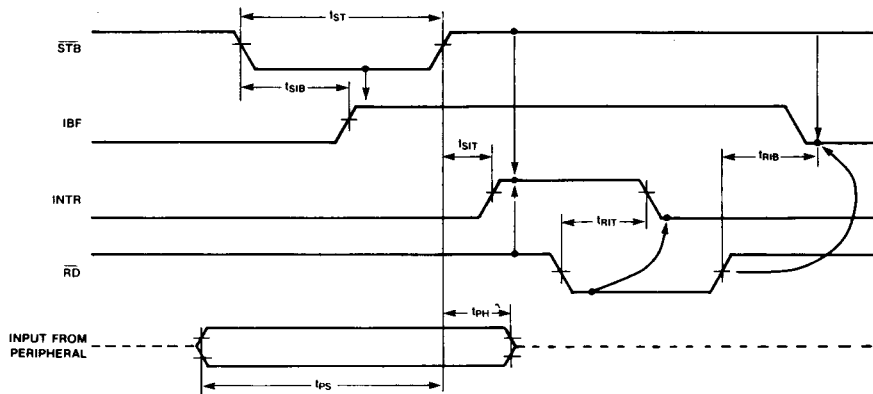 tST
STB
tSIB
IBF
tSIT
tRIB
INTR
tRIT
RD
tPH
INPUT FROM
PERIPHERAL
tPS